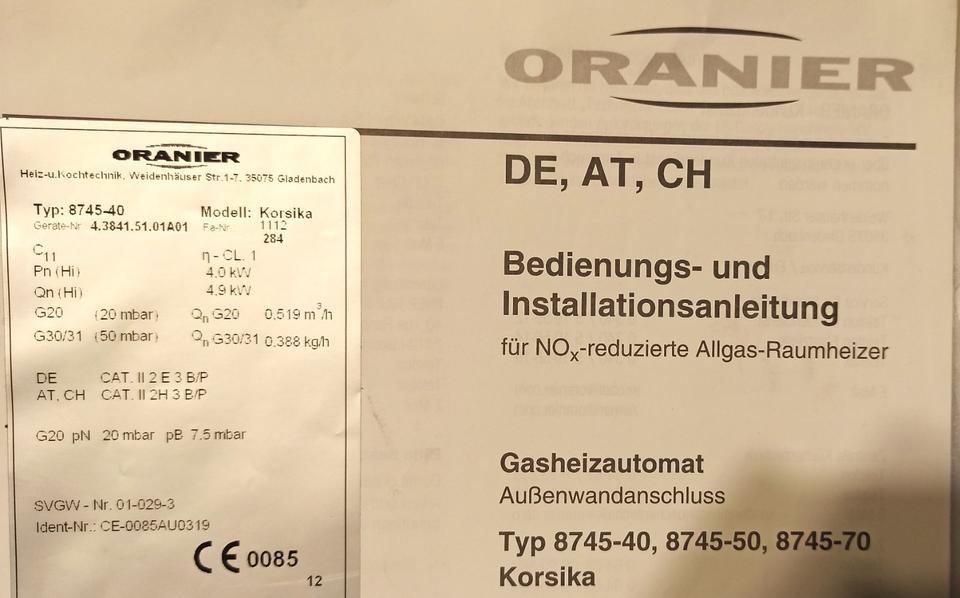 ORANIER
DE, AT, CH
Bedienungs- und
Installationsanleitung
für NOx-reduzierte Allgas-Raumheizer
Gasheizautomat
Außenwandanschluss
Typ 8745-40, 8745-50, 8745-70
Korsika
ORANIER
Heiz-u.Kochtechnik, Weidenhäuser Str.1-7, 35075 Gladenbach
Typ: 8745-40 Modell: Korsika
Geräte-Nr 4.3841.51.01A01 Fa-Nr 1112
284
C11 η - CL. 1
Pn (Hi) 4.0 kW
Qn (Hi) 4.9 kW
G20 (20 mbar) Qn G20 0.519 m³/h
G30/31 (50 mbar) Qn G30/31 0.388 kg/h
DE CAT. II 2 E 3 B/P
AT, CH CAT. II 2H 3 B/P
G20 pN 20 mbar pB 7.5 mbar
SVGW - Nr. 01-029-3
Ident-Nr.: CE-0085AU0319
CE 0085
12